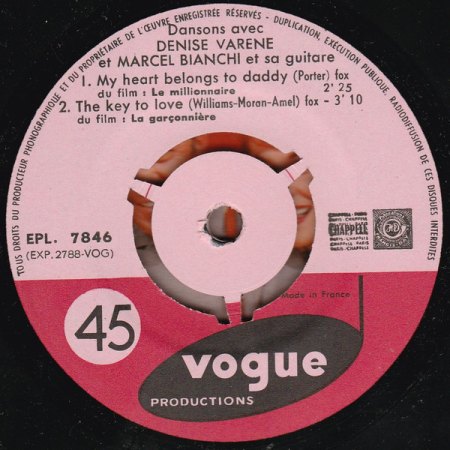 TOUS DROITS DU PRODUCTEUR PHONOGRAPHIQUE ET DU PROPRIÉTAIRE DE L'ŒUVRE ENREGISTRÉE RÉSERVÉS - DUPLICATION, EXÉCUTION PUBLIQUE, RADIODIFFUSION DE CES DISQUES INTERDITES
Dansons avec
DENISE VARENE
et MARCEL BIANCHI et sa guitare
1. My heart belongs to daddy (Porter) fox
du film : Le millionnaire 2' 25
2. The key to love (Williams-Moran-Amel) fox - 3' 10
du film : La garçonnière
EPL. 7846
(EXP. 2788-VOG)
CHAPPELL
Made in France
45
vogue
PRODUCTIONS